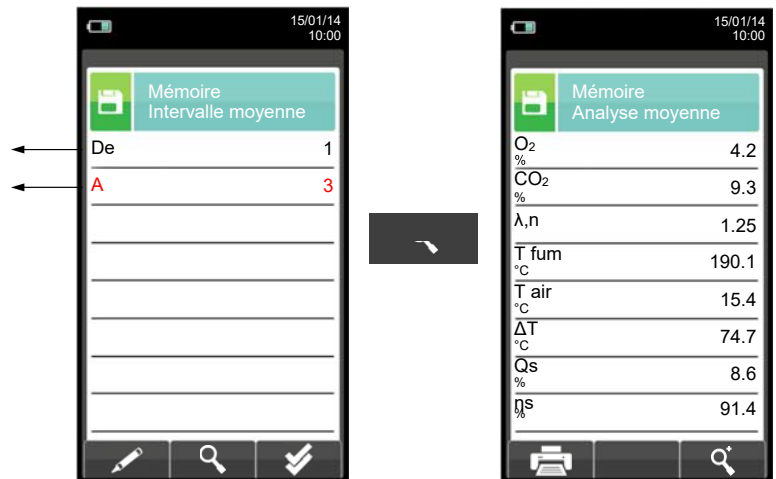 15/01/14
10:00
Mémoire
Intervalle moyenne
De 1
A 3
15/01/14
10:00
Mémoire
Analyse moyenne
O₂
% 4.2
CO₂
% 9.3
λ,n 1.25
T fum
°C 190.1
T air
°C 15.4
ΔT
°C 74.7
Qs
% 8.6
ηs
% 91.4